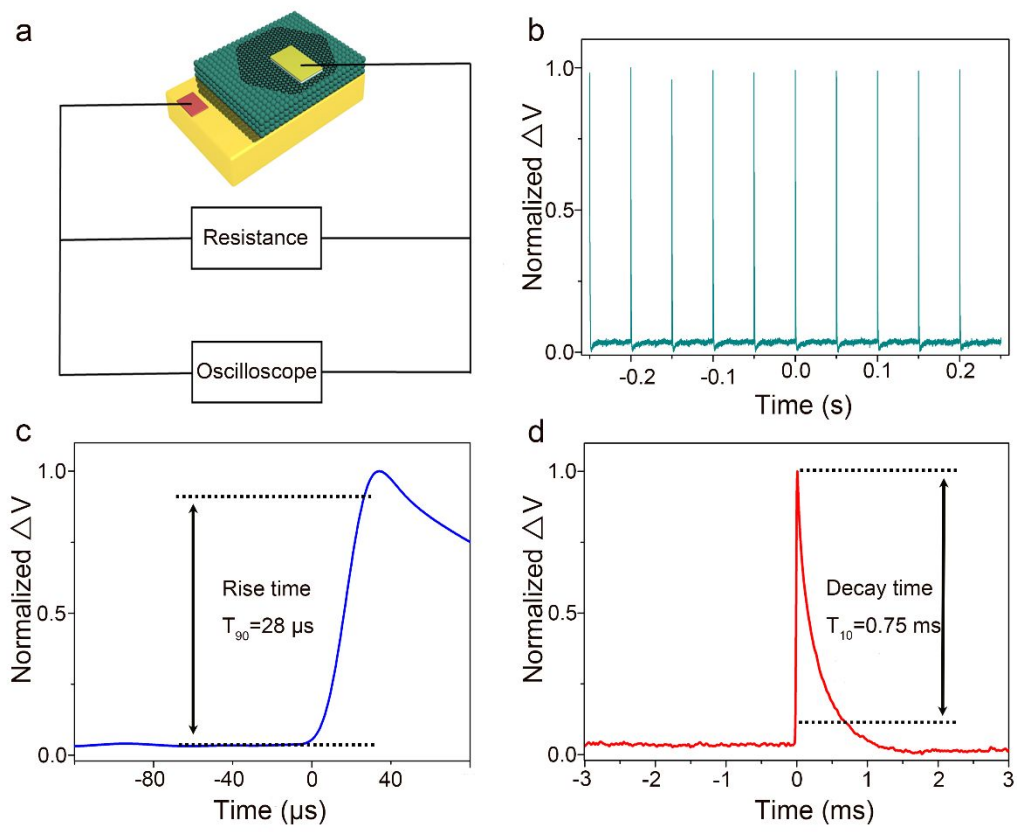 a
Resistance
Oscilloscope
b
Normalized △V
1.0
0.5
0.0
-0.2 -0.1 0.0 0.1 0.2
Time (s)
c
Normalized △V
1.0
0.5
0.0
Rise time
T90=28 µs
-80 -40 0 40
Time (µs)
d
Normalized △V
1.0
0.5
0.0
Decay time
T10=0.75 ms
-3 -2 -1 0 1 2 3
Time (ms)